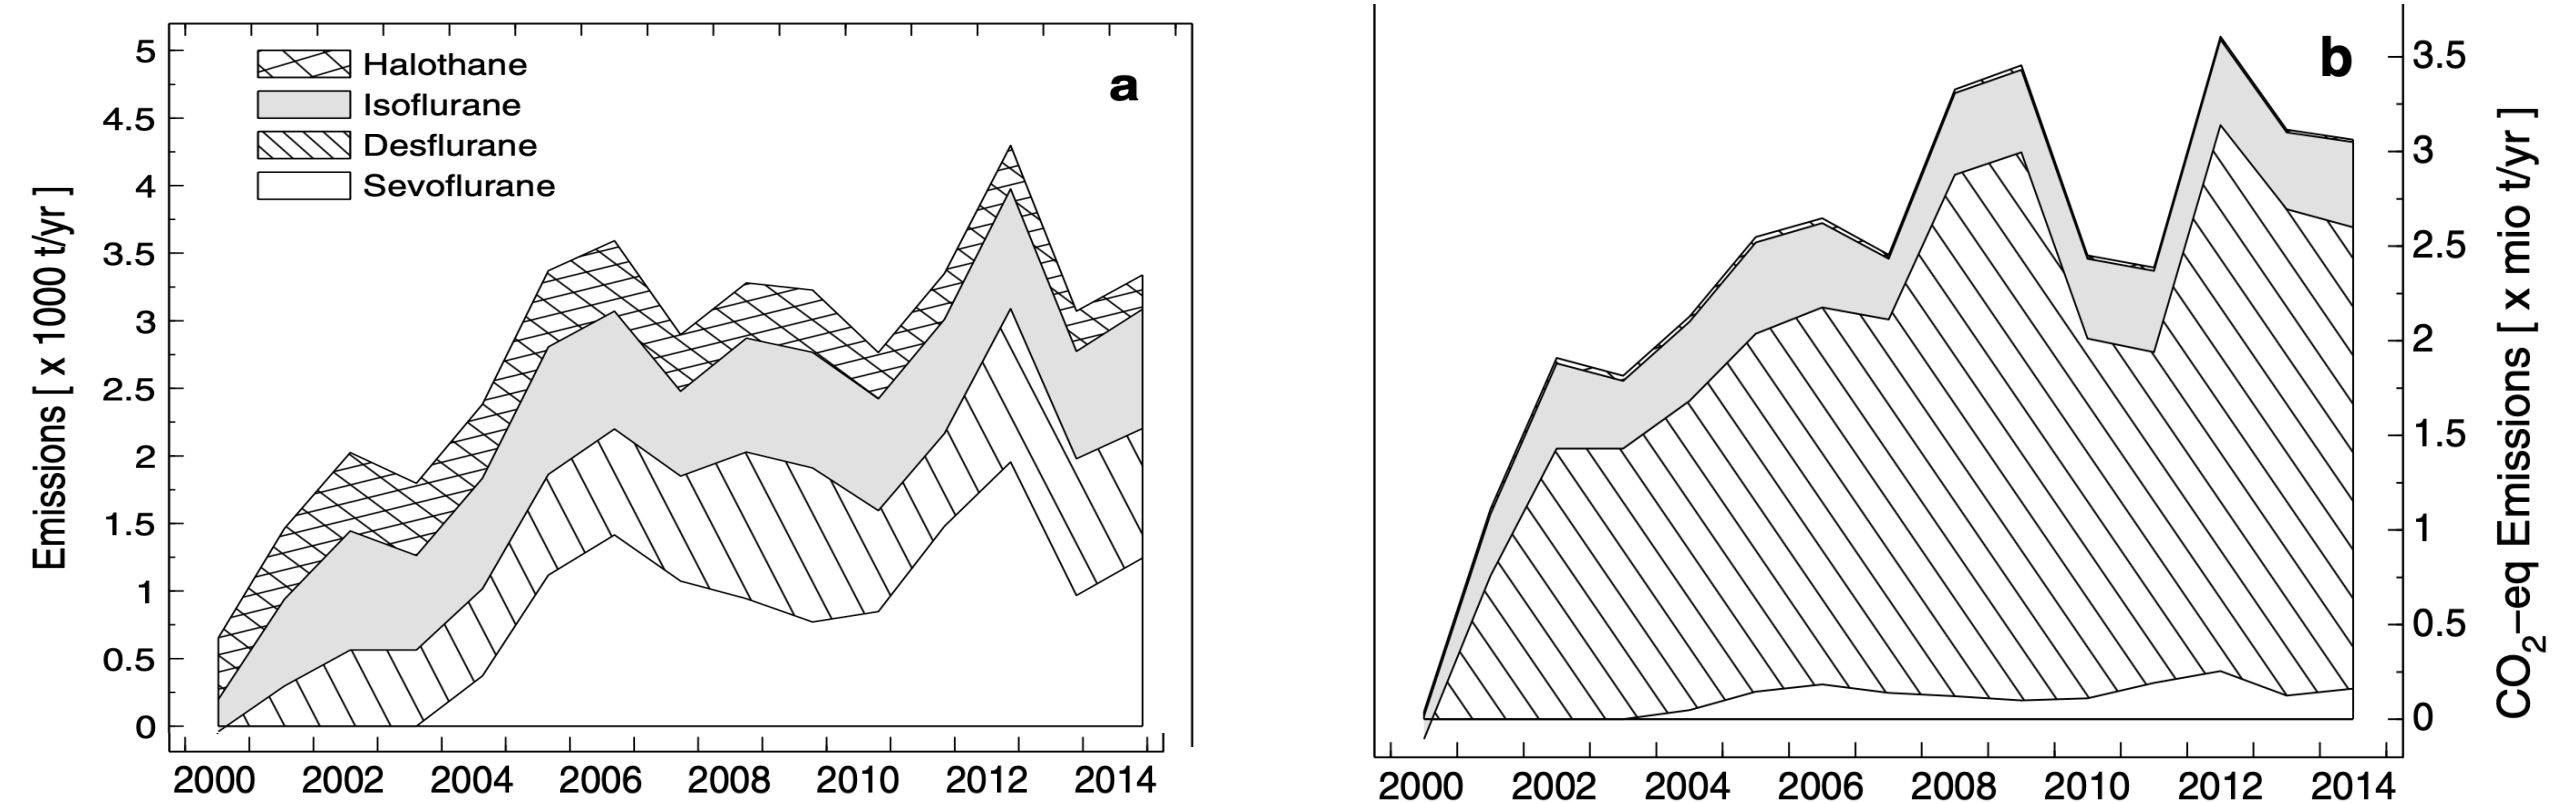 a
Halothane
Isoflurane
Desflurane
Sevoflurane
Emissions [ x 1000 t/yr ]
5
4.5
4
3.5
3
2.5
2
1.5
1
0.5
0
2000 2002 2004 2006 2008 2010 2012 2014
b
3.5
3
2.5
2
1.5
1
0.5
0
CO₂−eq Emissions [ x mio t/yr ]
2000 2002 2004 2006 2008 2010 2012 2014